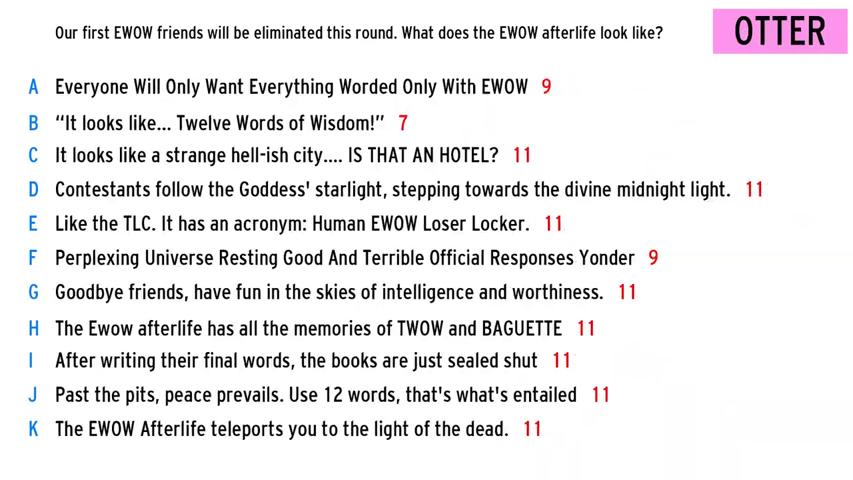 Our first EWOW friends will be eliminated this round. What does the EWOW afterlife look like?
OTTER
A Everyone Will Only Want Everything Worded Only With EWOW 9
B “It looks like... Twelve Words of Wisdom!” 7
C It looks like a strange hell-ish city.... IS THAT AN HOTEL? 11
D Contestants follow the Goddess' starlight, stepping towards the divine midnight light. 11
E Like the TLC. It has an acronym: Human EWOW Loser Locker. 11
F Perplexing Universe Resting Good And Terrible Official Responses Yonder 9
G Goodbye friends, have fun in the skies of intelligence and worthiness. 11
H The Ewow afterlife has all the memories of TWOW and BAGUETTE 11
I After writing their final words, the books are just sealed shut 11
J Past the pits, peace prevails. Use 12 words, that's what's entailed 11
K The EWOW Afterlife teleports you to the light of the dead. 11